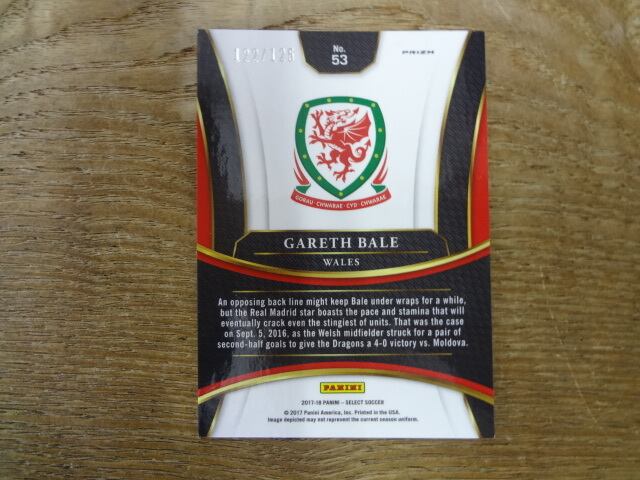 122/125
No.
53
PRIZM
GORAU · CHWARAE · CYD · CHWARAE
GARETH BALE
WALES
An opposing back line might keep Bale under wraps for a while,
but the Real Madrid star boasts the pace and stamina that will
eventually crack even the stingiest of units. That was the case
on Sept. 5, 2016, as the Welsh midfielder struck for a pair of
second-half goals to give the Dragons a 4-0 victory vs. Moldova.
PANINI
2017-18 PANINI – SELECT SOCCER
© 2017 Panini America, Inc. Printed in the USA.
Image depicted may not represent the current season uniform.